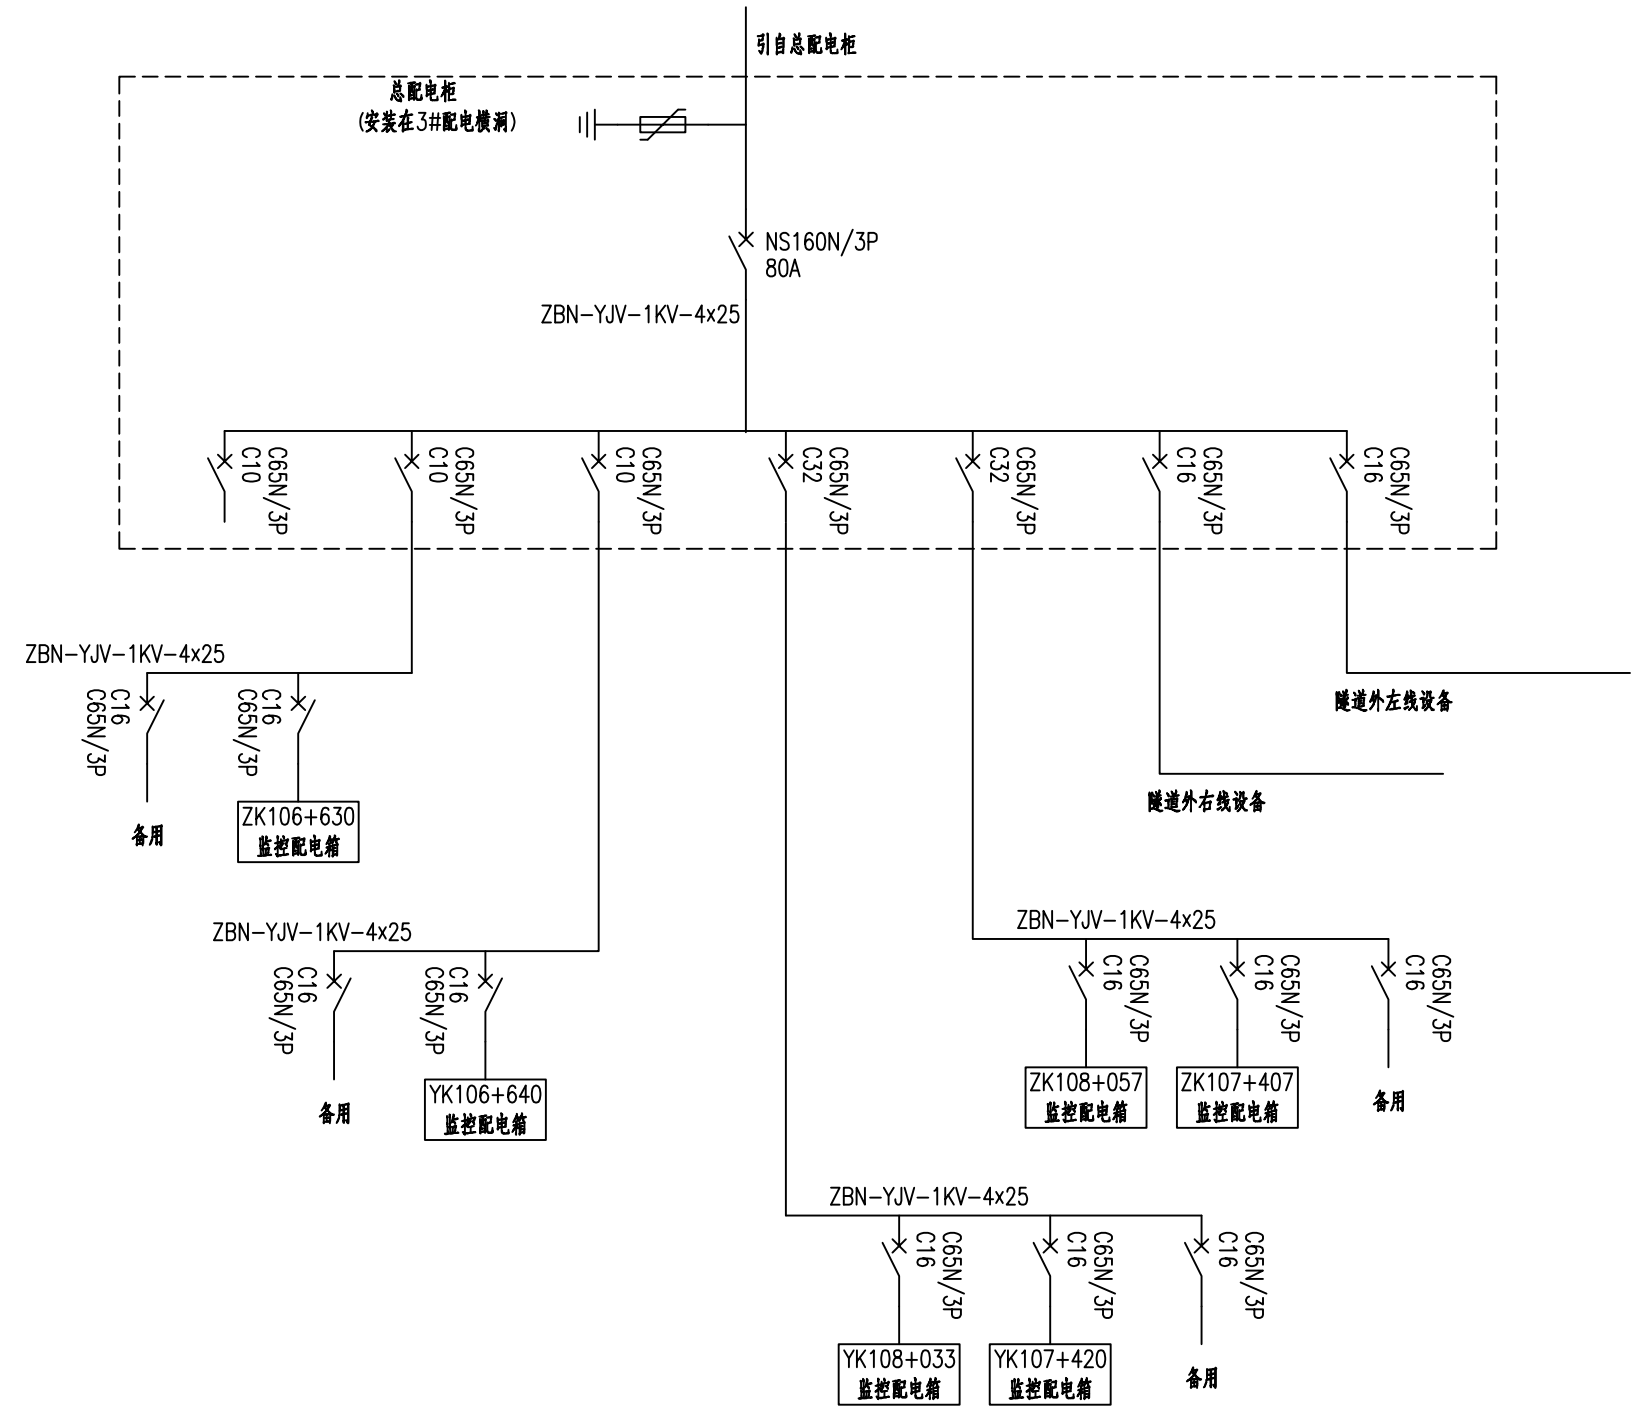 引自总配电柜
总配电柜
(安装在3#配电横洞)
NS160N/3P
80A
ZBN-YJV-1KV-4x25
C65N/3P
C10
C65N/3P
C10
C65N/3P
C10
C65N/3P
C32
C65N/3P
C32
C65N/3P
C16
C65N/3P
C16
ZBN-YJV-1KV-4x25
C16
C65N/3P
C16
C65N/3P
隧道外左线设备
隧道外右线设备
备用
ZK106+630
监控配电箱
ZBN-YJV-1KV-4x25
C16
C65N/3P
C16
C65N/3P
备用
YK106+640
监控配电箱
ZBN-YJV-1KV-4x25
C65N/3P
C16
C65N/3P
C16
C65N/3P
C16
ZK108+057
监控配电箱
ZK107+407
监控配电箱
备用
ZBN-YJV-1KV-4x25
C65N/3P
C16
C65N/3P
C16
C65N/3P
C16
YK108+033
监控配电箱
YK107+420
监控配电箱
备用